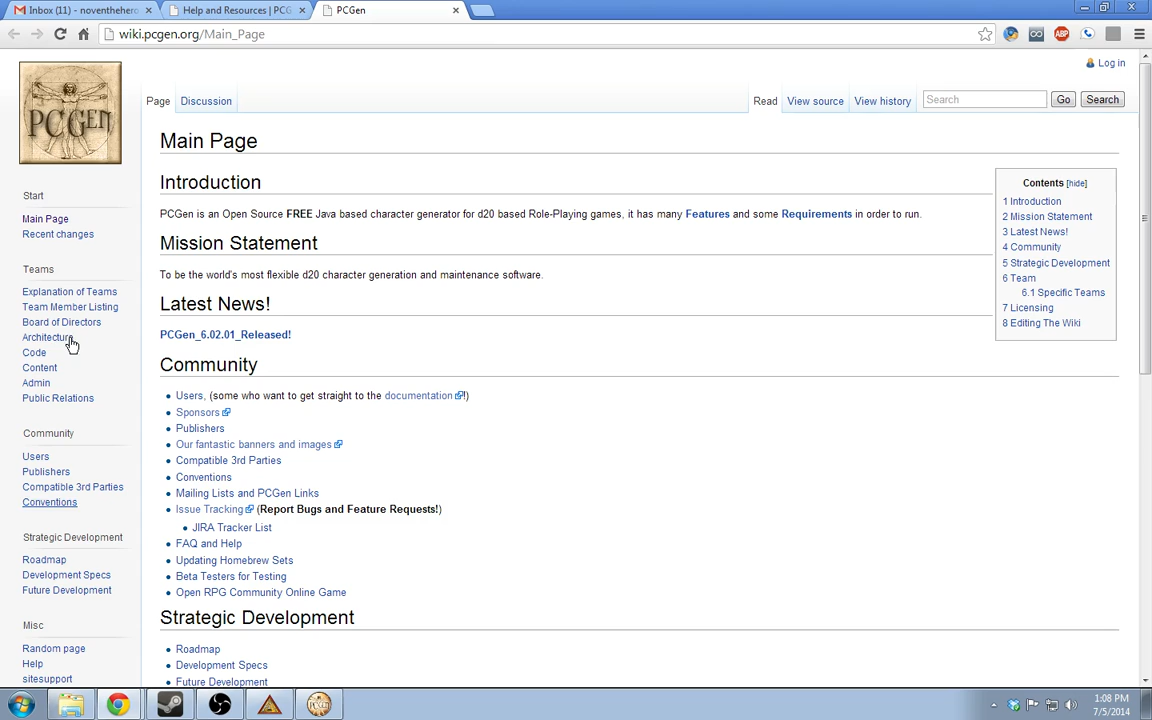 Inbox (11) - noventhero
Help and Resources | PCG
PCGen
wiki.pcgen.org/Main_Page
ABP
Log in
PCGEN
Page
Discussion
Read
View source
View history
Search
Go
Search
Main Page
Introduction
PCGen is an Open Source FREE Java based character generator for d20 based Role-Playing games, it has many Features and some Requirements in order to run.
Mission Statement
To be the world's most flexible d20 character generation and maintenance software.
Latest News!
PCGen_6.02.01_Released!
Community
Users, (some who want to get straight to the documentation!)
Sponsors
Publishers
Our fantastic banners and images
Compatible 3rd Parties
Conventions
Mailing Lists and PCGen Links
Issue Tracking (Report Bugs and Feature Requests!)
JIRA Tracker List
FAQ and Help
Updating Homebrew Sets
Beta Testers for Testing
Open RPG Community Online Game
Strategic Development
Roadmap
Development Specs
Future Development
Contents [hide]
1 Introduction
2 Mission Statement
3 Latest News!
4 Community
5 Strategic Development
6 Team
6.1 Specific Teams
7 Licensing
8 Editing The Wiki
Start
Main Page
Recent changes
Teams
Explanation of Teams
Team Member Listing
Board of Directors
Architecture
Code
Content
Admin
Public Relations
Community
Users
Publishers
Compatible 3rd Parties
Conventions
Strategic Development
Roadmap
Development Specs
Future Development
Misc
Random page
Help
sitesupport
1:08 PM
7/5/2014